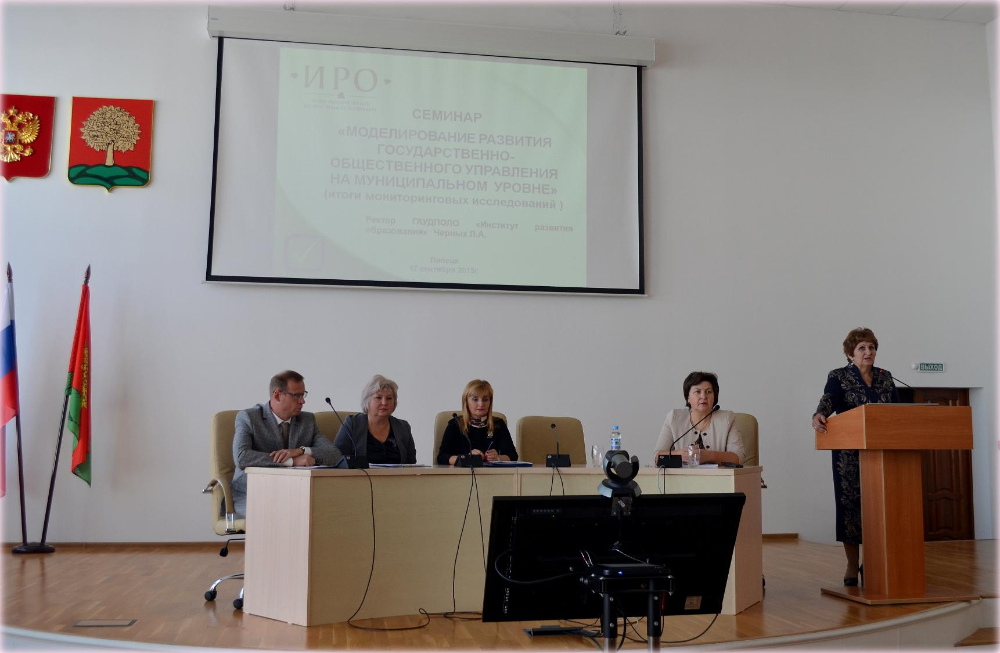 ИРО
СЕМИНАР
«МОДЕЛИРОВАНИЕ РАЗВИТИЯ
ГОСУДАРСТВЕННО-
ОБЩЕСТВЕННОГО УПРАВЛЕНИЯ
НА МУНИЦИПАЛЬНОМ УРОВНЕ»
(итоги мониторинговых исследований )
Ректор ГАУДПОЛО «Институт развития
образования» Черных Л.А.
Липецк
17 сентября 2015г.
ВЫХОД